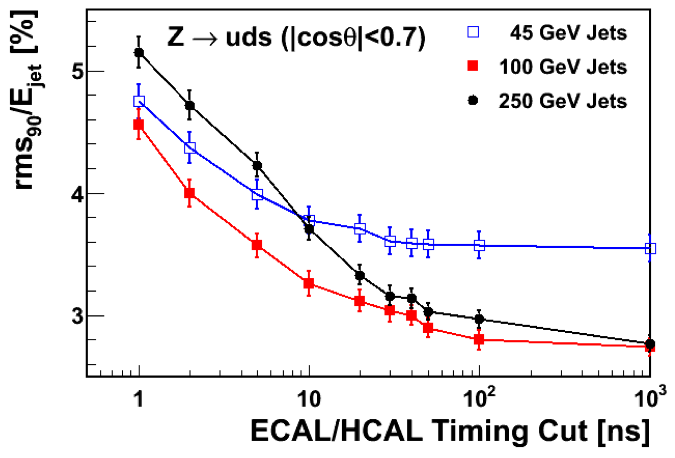 Z → uds (|cosθ|<0.7)
45 GeV Jets
100 GeV Jets
250 GeV Jets
rms₉₀/E_jet [%]
5
4
3
1
10
10²
10³
ECAL/HCAL Timing Cut [ns]